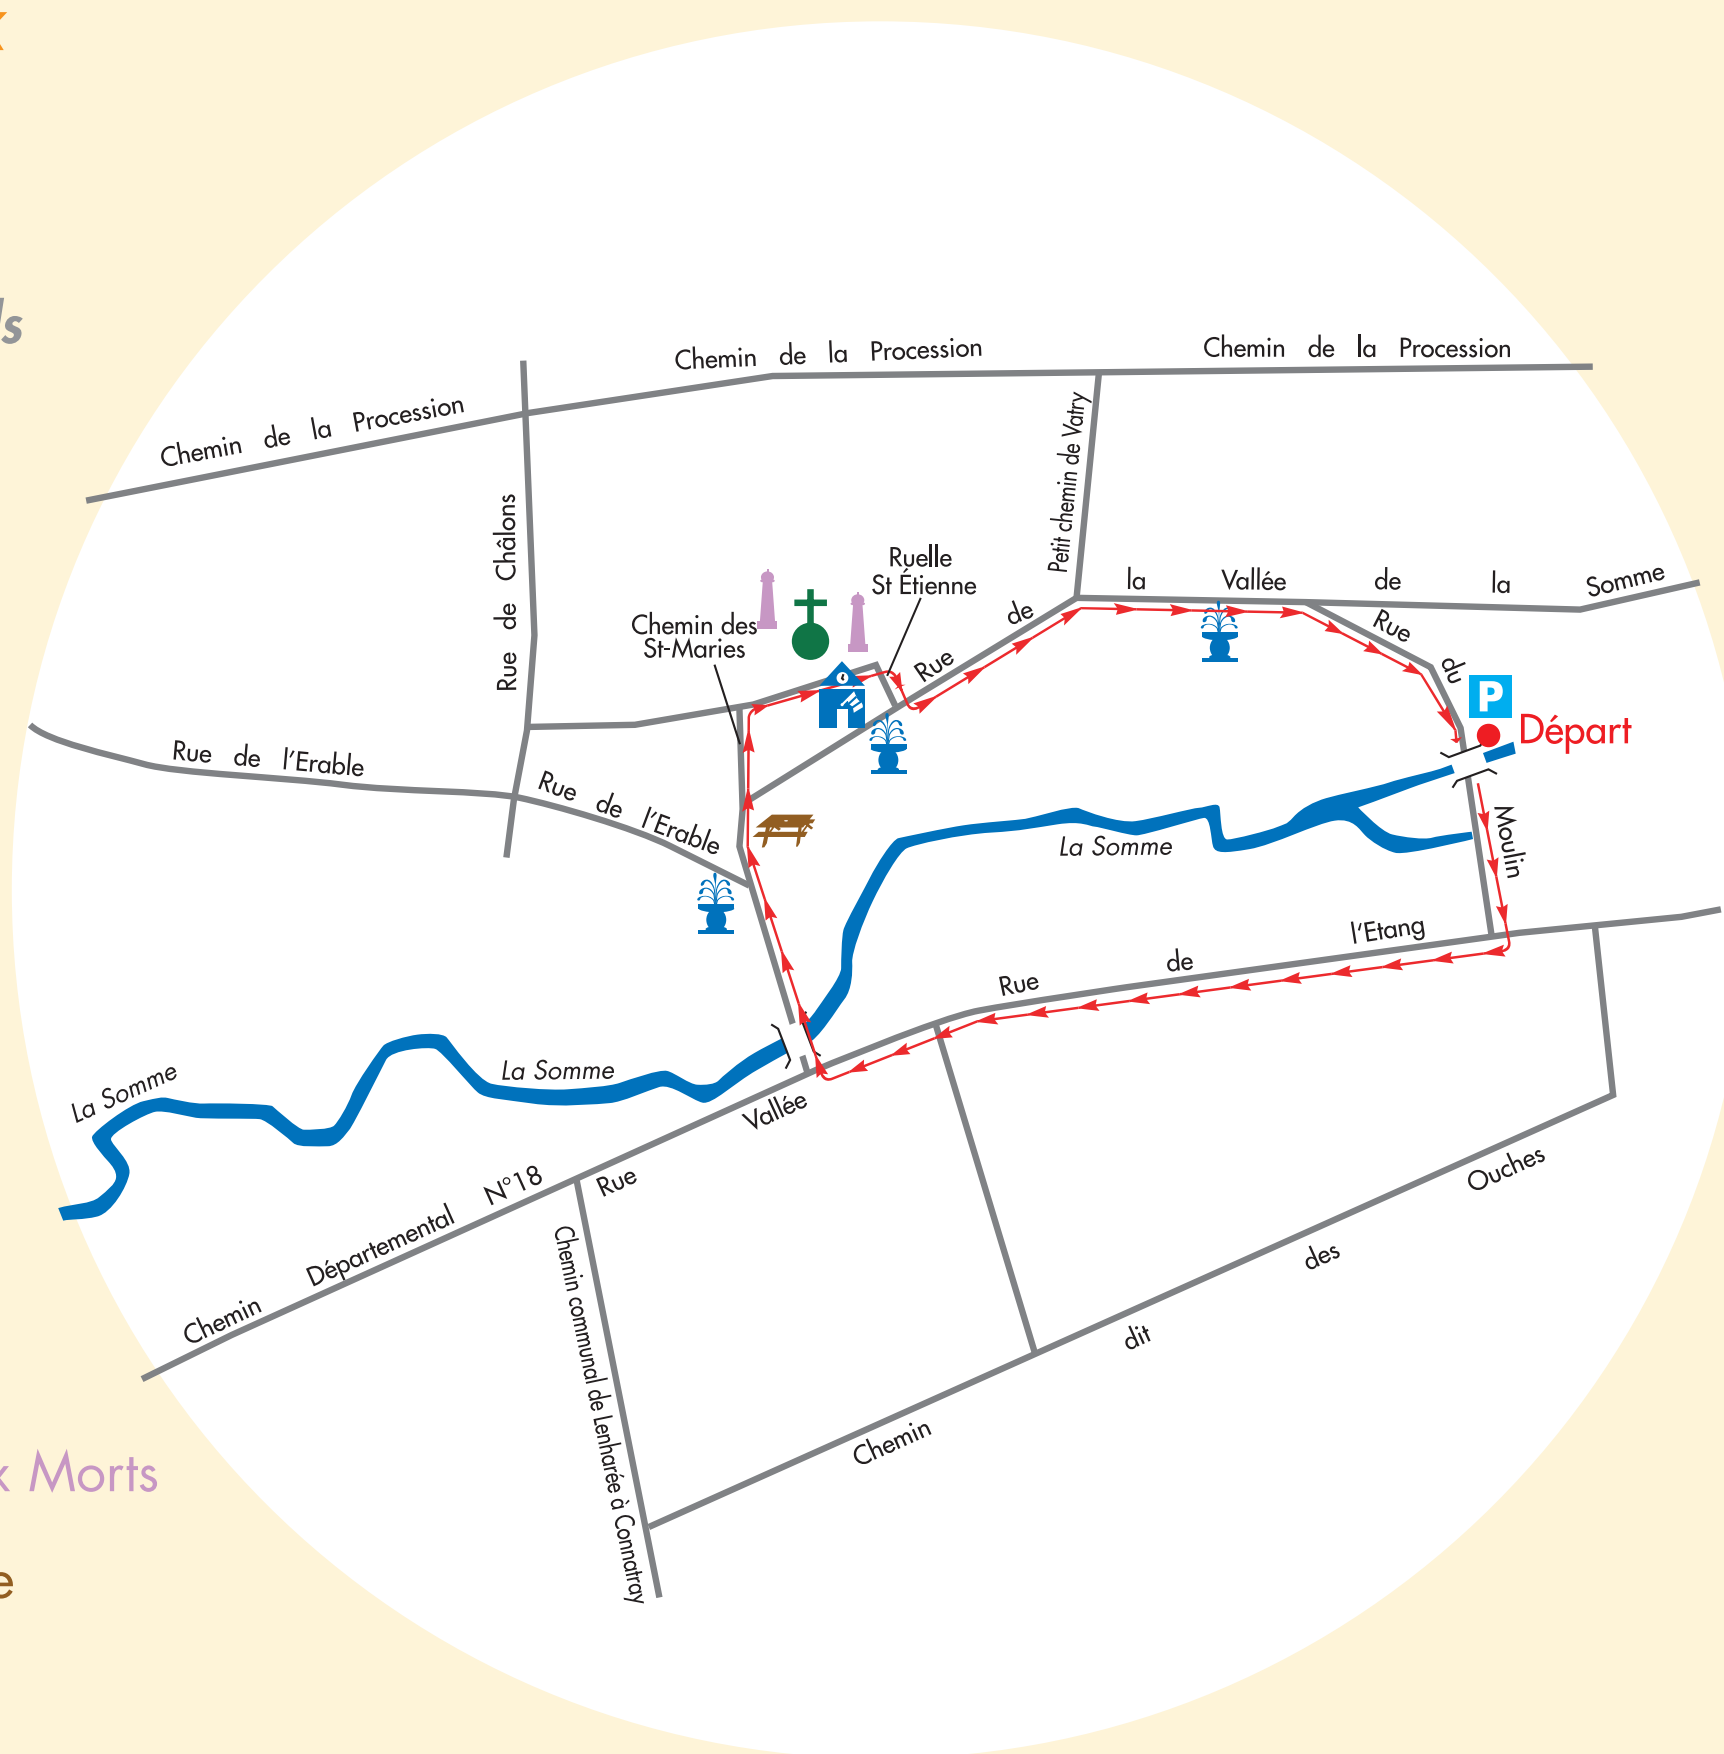 Chemin de la Procession
Chemin de la Procession
Chemin de la Procession
Petit chemin de Vatry
Rue de Châlons
Ruelle
St Étienne
Chemin des
St-Maries
Rue de la Vallée de la Somme
Rue du Moulin
P
Départ
Rue de l'Erable
Rue de l'Erable
La Somme
Rue de l'Etang
La Somme
La Somme
Rue Vallée
Chemin Départemental N°18
Chemin communal de Lenharée à Connatray
Chemin dit des Ouches
Morts